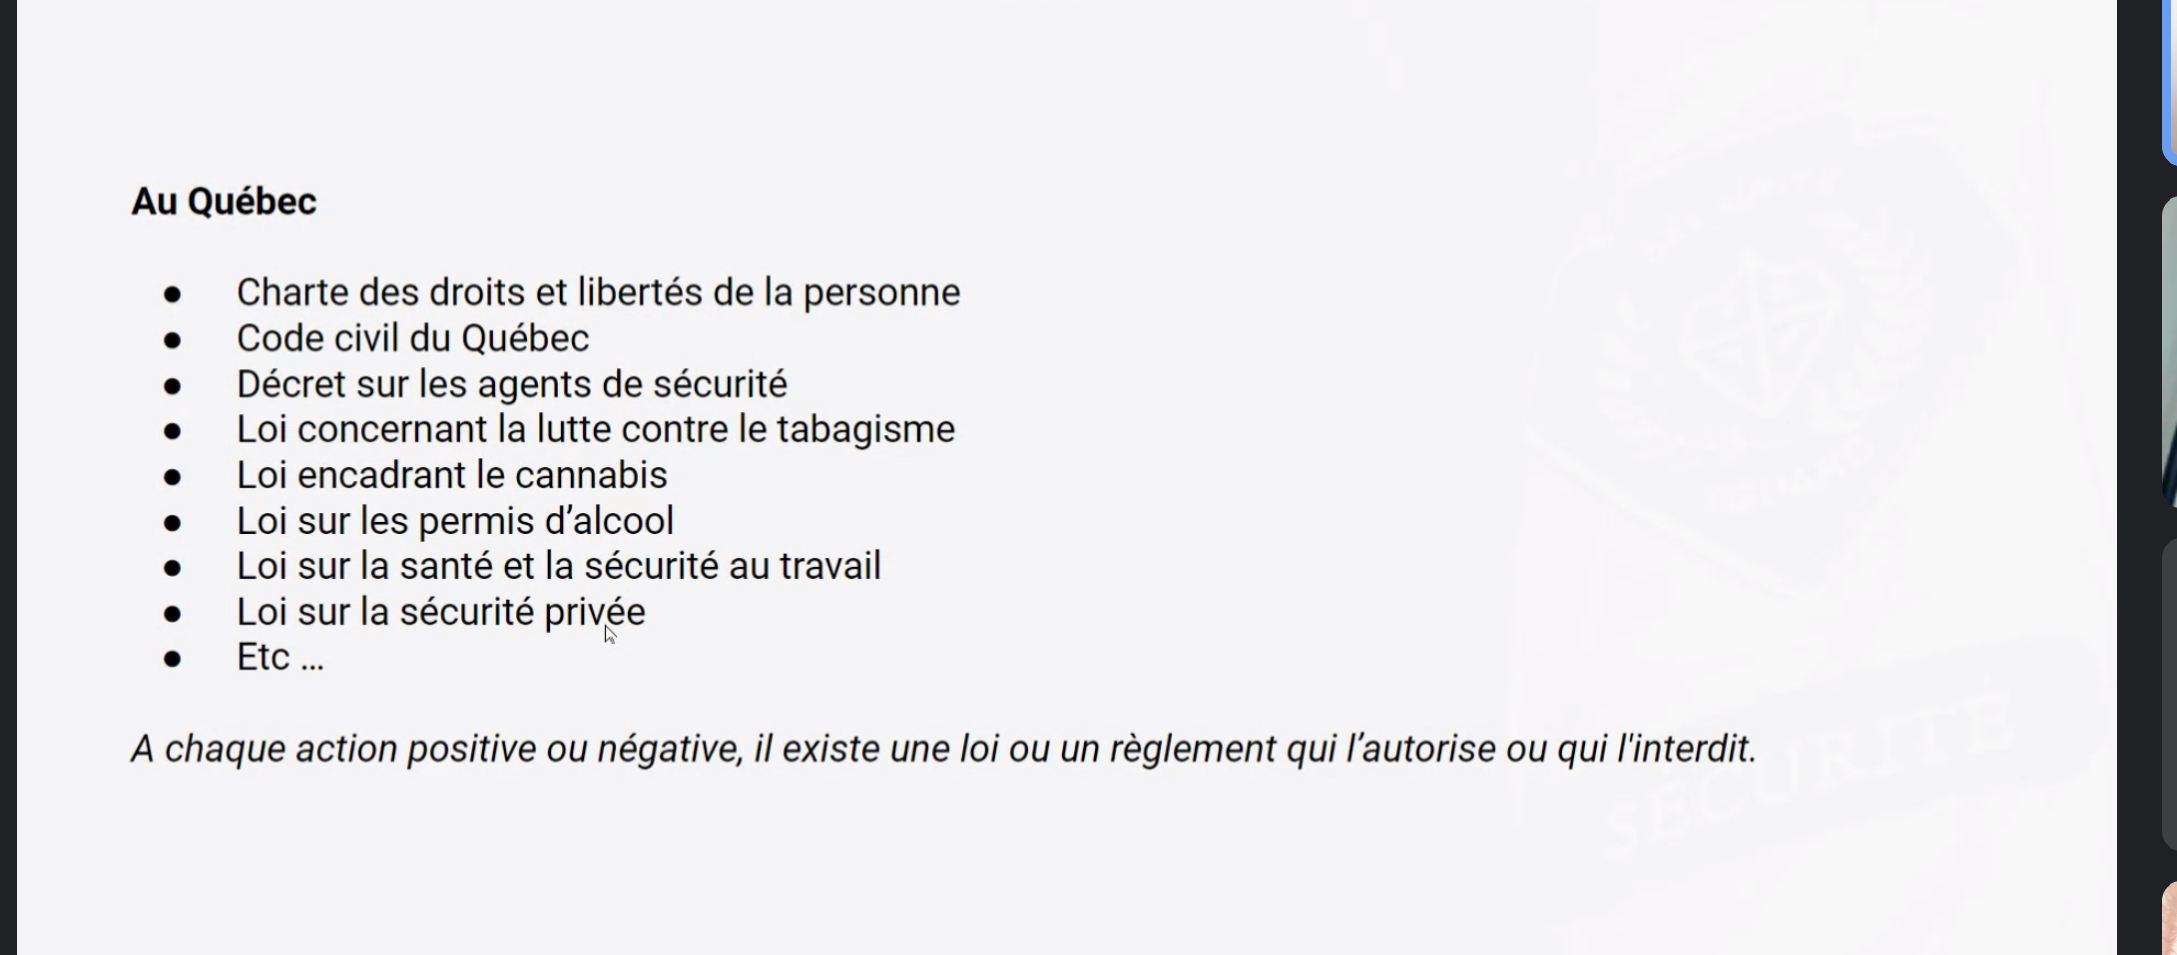 Au Québec
● Charte des droits et libertés de la personne
● Code civil du Québec
● Décret sur les agents de sécurité
● Loi concernant la lutte contre le tabagisme
● Loi encadrant le cannabis
● Loi sur les permis d’alcool
● Loi sur la santé et la sécurité au travail
● Loi sur la sécurité privée
● Etc ...
A chaque action positive ou négative, il existe une loi ou un règlement qui l’autorise ou qui l'interdit.
SÉCURITÉ